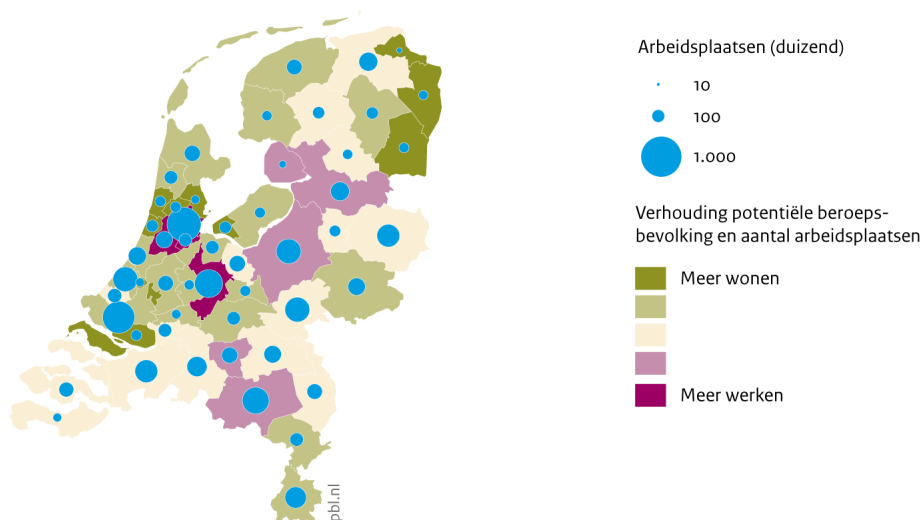 Arbeidsplaatsen (duizend)
10
100
1.000
Verhouding potentiële beroeps-
bevolking en aantal arbeidsplaatsen
Meer wonen
Meer werken
pbl.nl